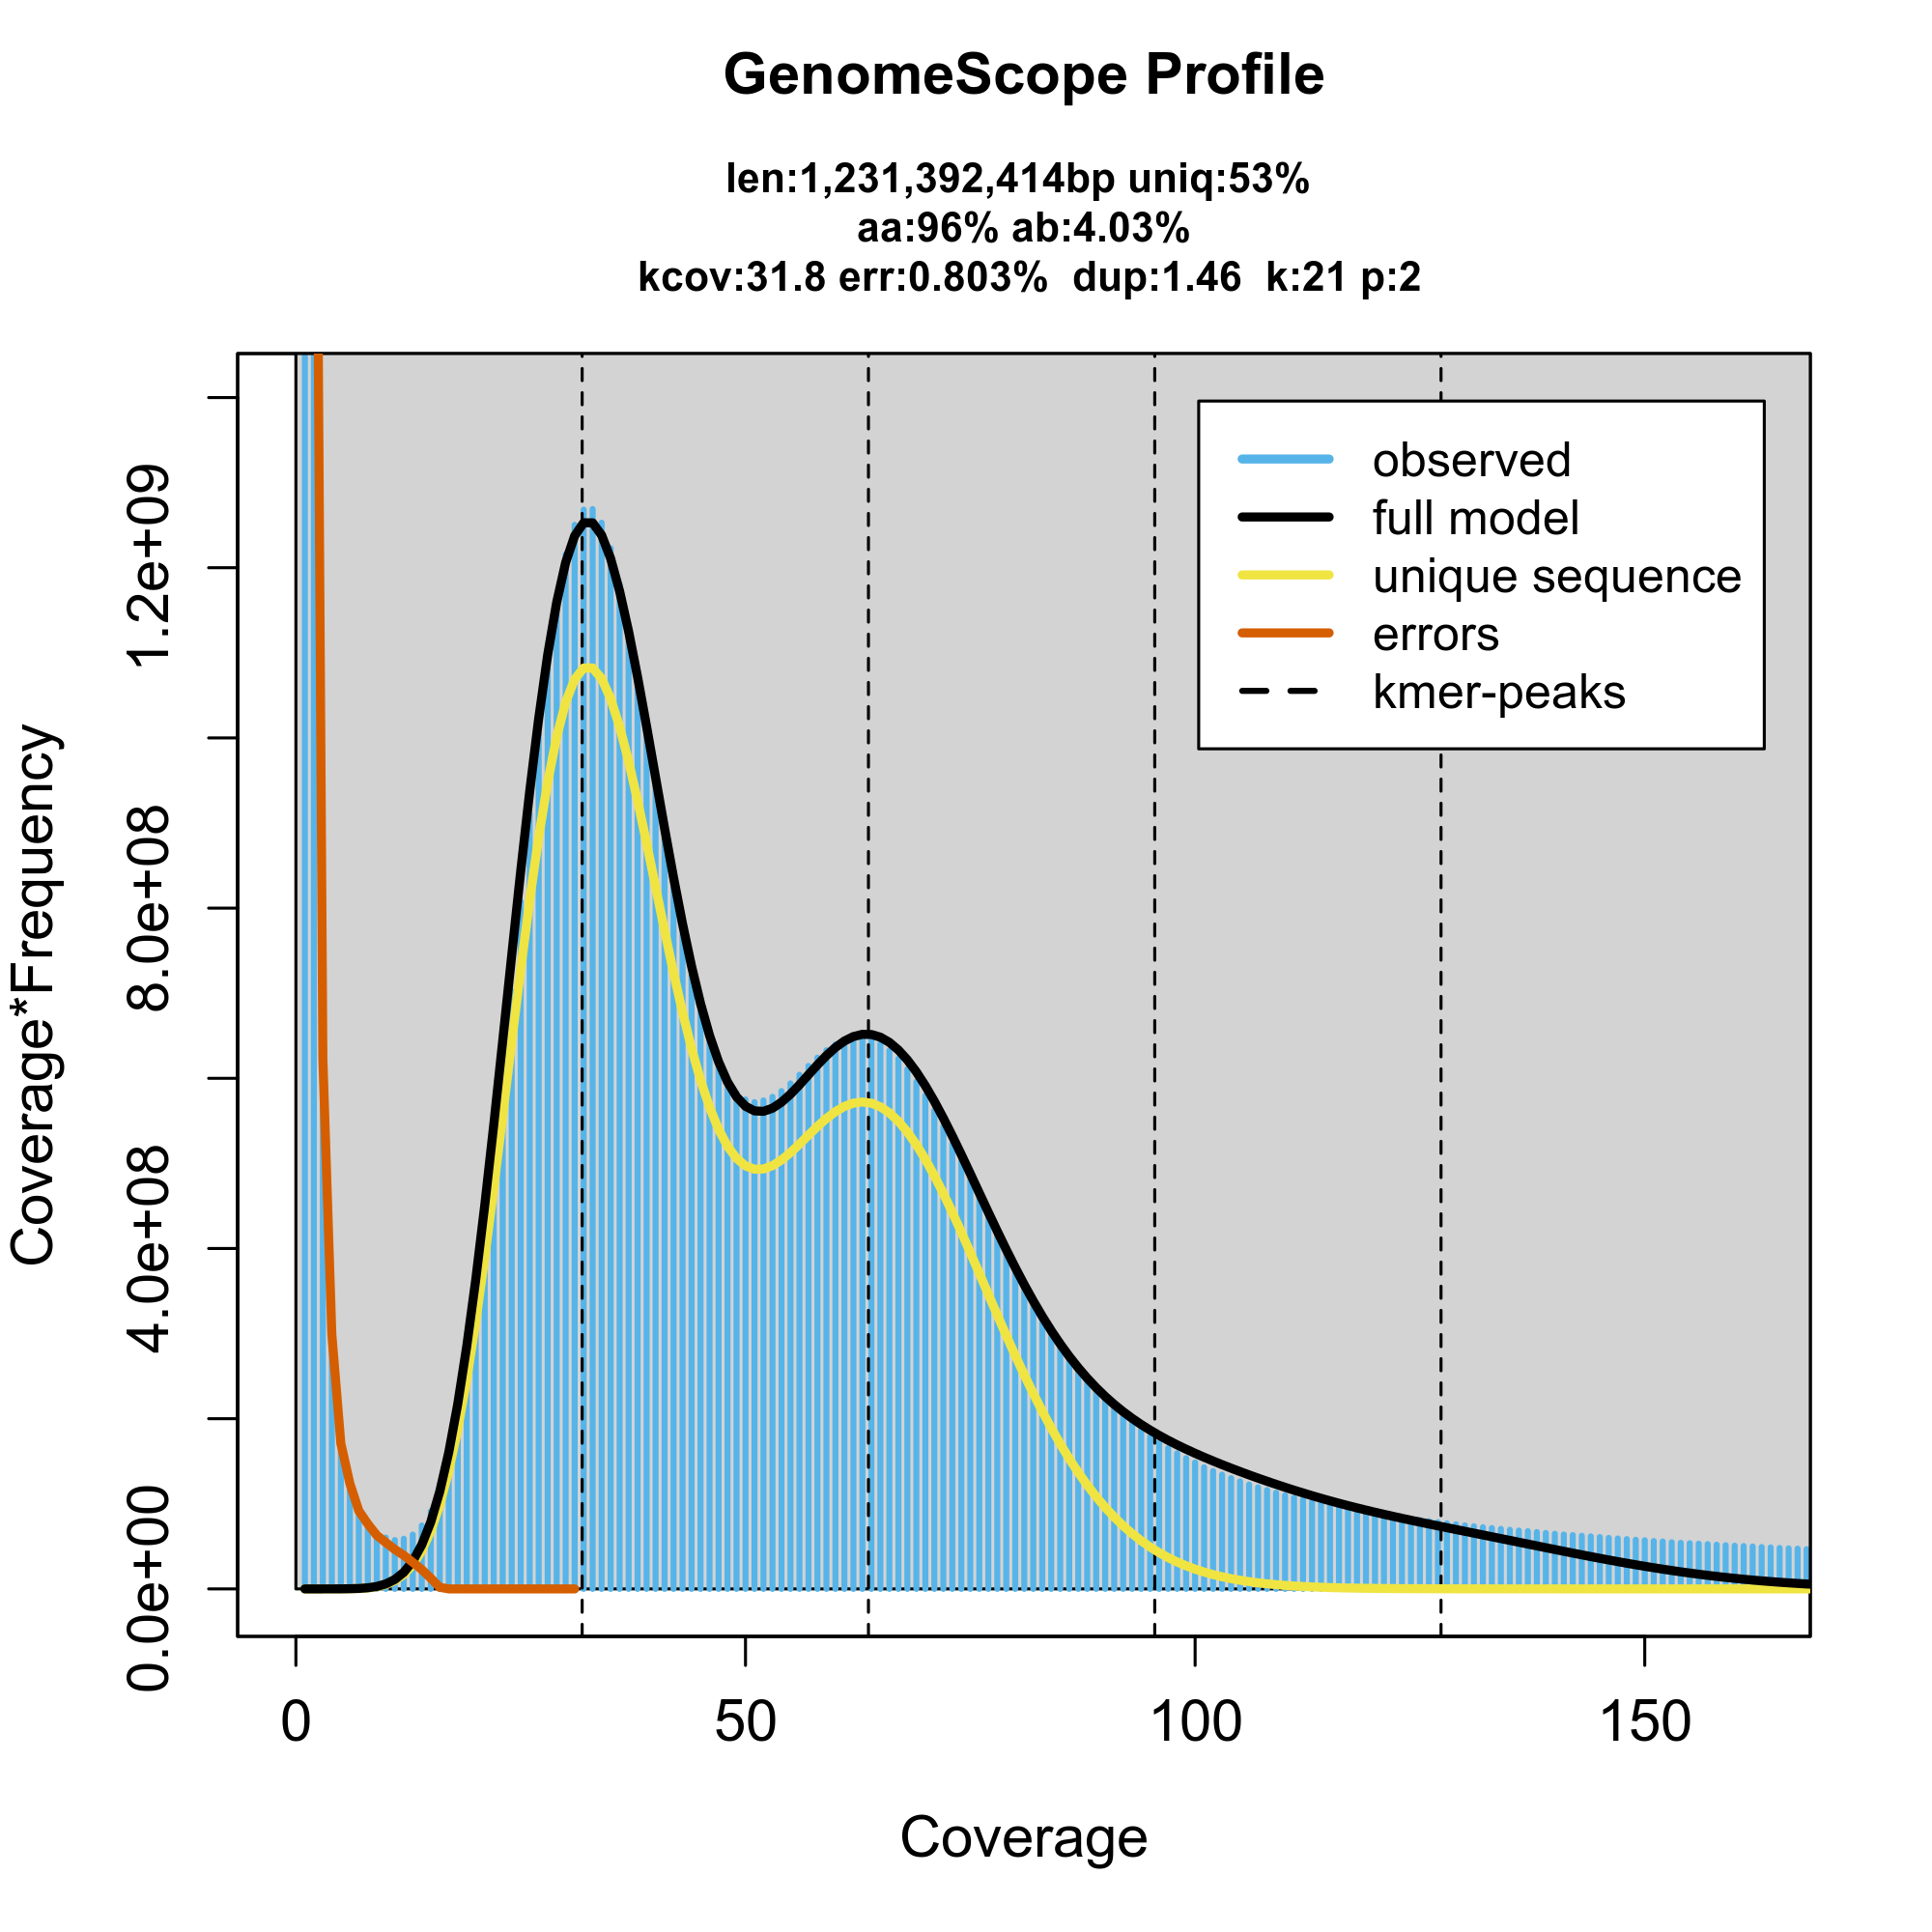 GenomeScope Profile
len:1,231,392,414bp uniq:53%
aa:96% ab:4.03%
kcov:31.8 err:0.803%  dup:1.46  k:21 p:2
observed
full model
unique sequence
errors
kmer-peaks
Coverage*Frequency
1.2e+09
8.0e+08
4.0e+08
0.0e+00
0 50 100 150
Coverage